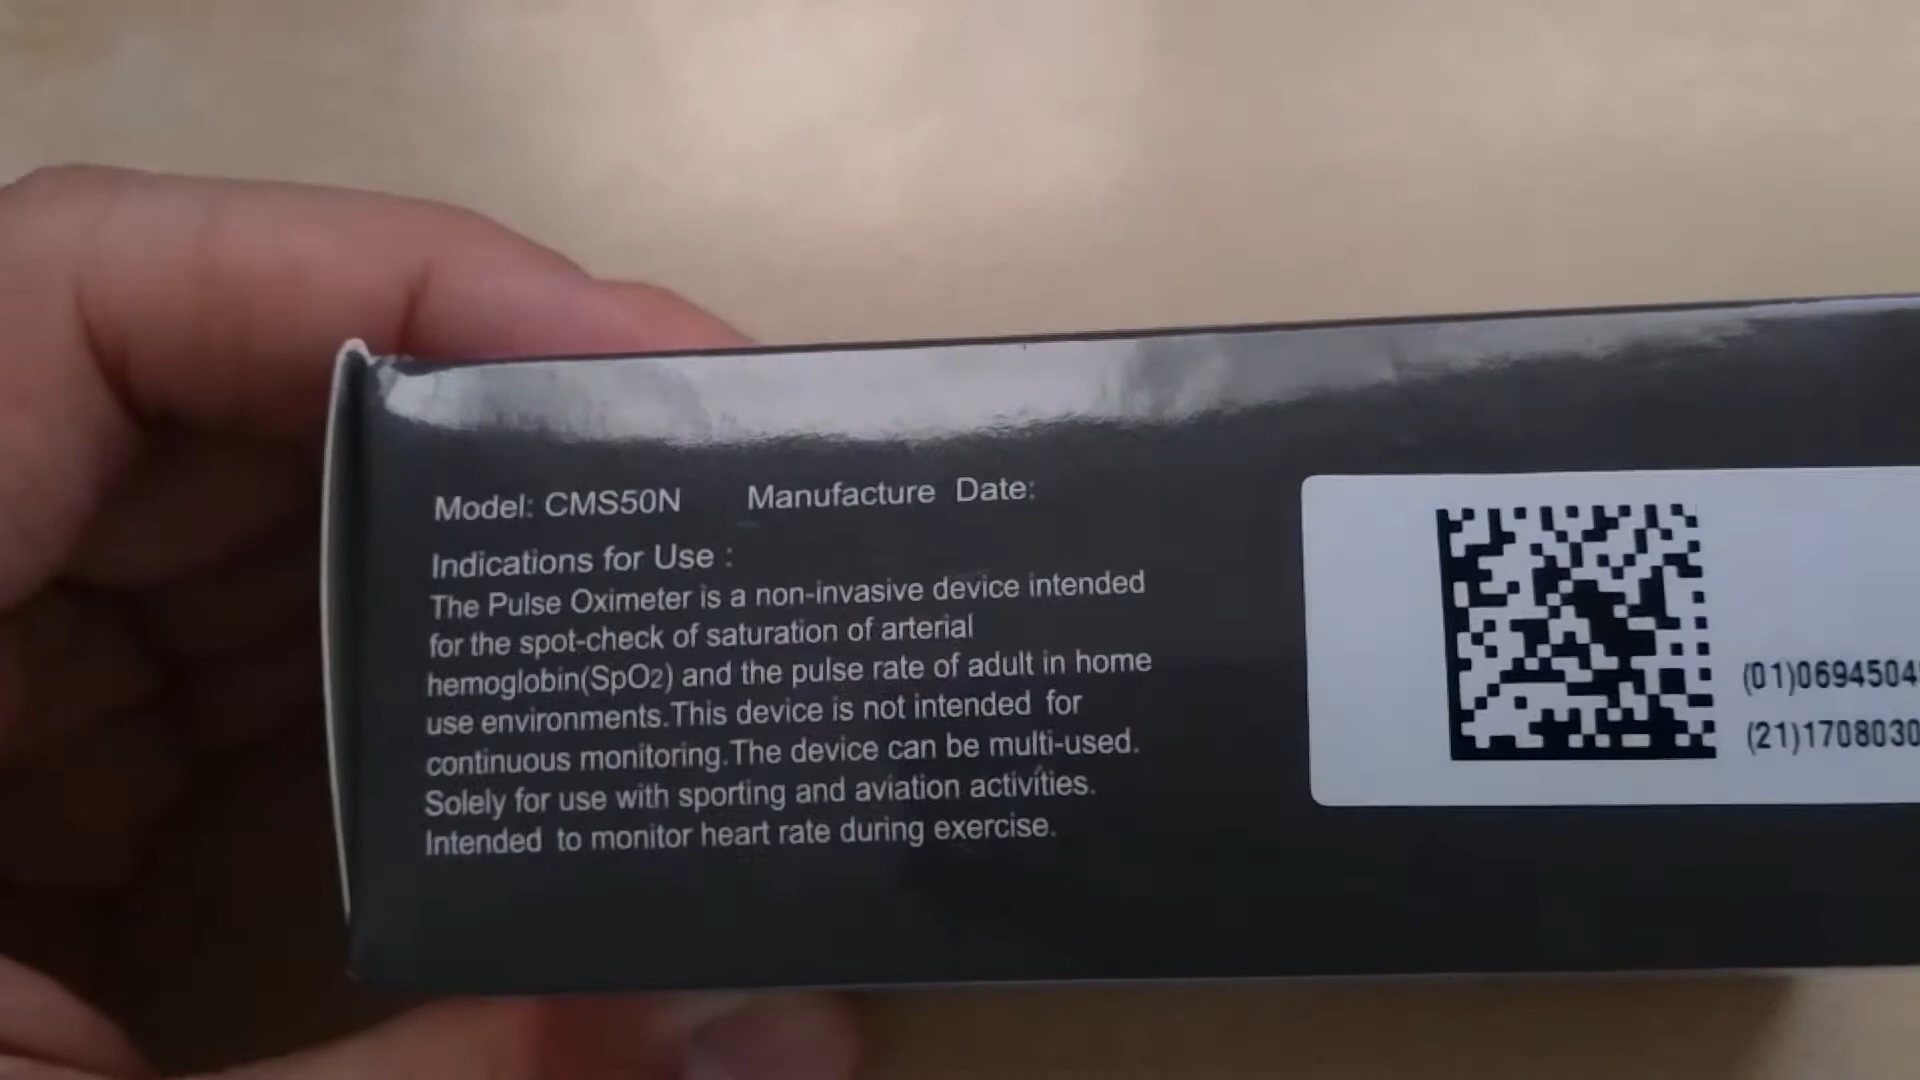 Model: CMS50N Manufacture Date:
Indications for Use :
The Pulse Oximeter is a non-invasive device intended
for the spot-check of saturation of arterial
hemoglobin(SpO2) and the pulse rate of adult in home
use environments.This device is not intended for
continuous monitoring.The device can be multi-used.
Solely for use with sporting and aviation activities.
Intended to monitor heart rate during exercise.
(01)06945040
(21)1708030